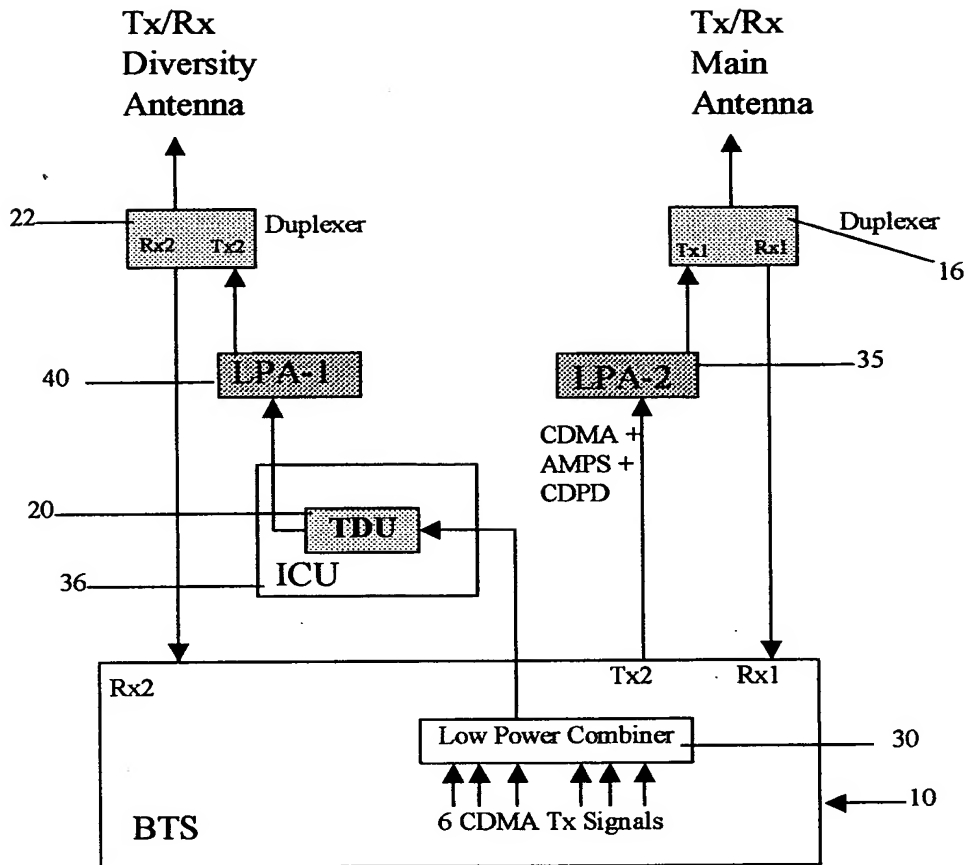 Tx/Rx
Diversity
Antenna
Tx/Rx
Main
Antenna
22
Duplexer
Rx2
Tx2
Duplexer
Tx1
Rx1
16
40
LPA-1
LPA-2
35
CDMA +
AMPS +
CDPD
20
TDU
ICU
36
Rx2
Tx2
Rx1
Low Power Combiner
30
6 CDMA Tx Signals
10
BTS